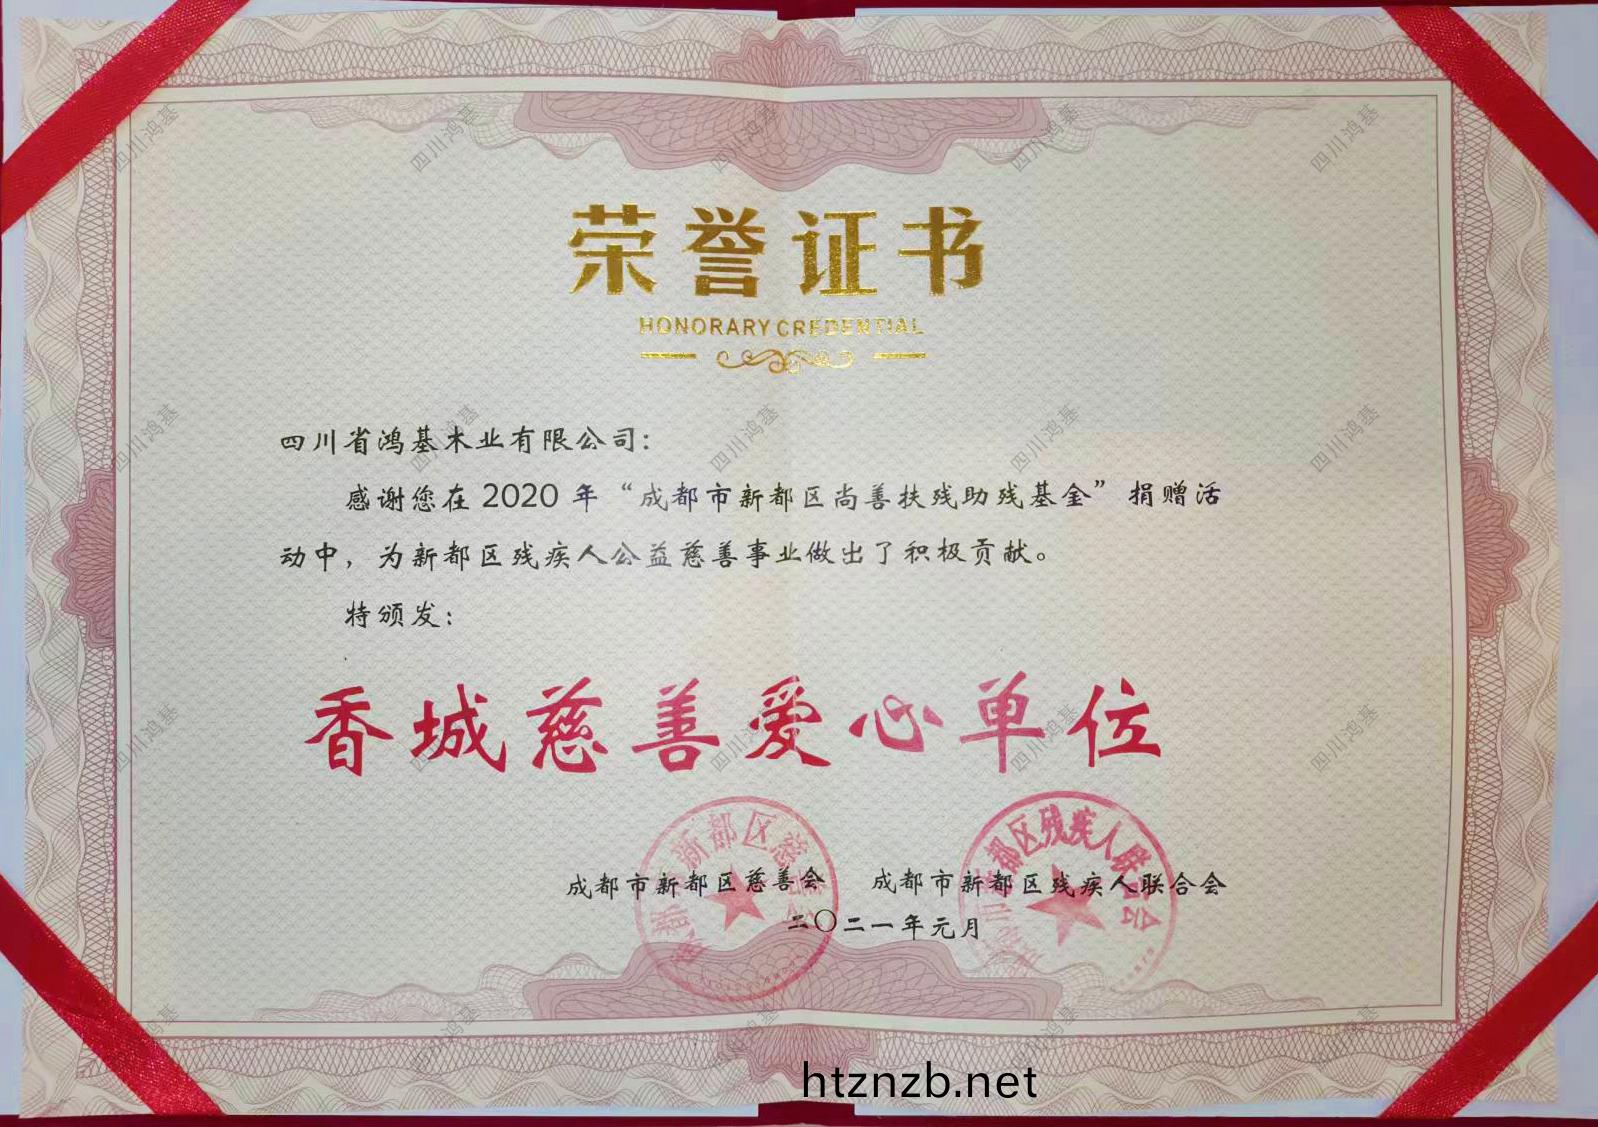 荣誉证书
HONORARY CREDENTIAL
四川省鸿基木业有限公司：
感谢您在 2020 年“成都市新都区尚善扶残助残基金”捐赠活
动中，为新都区残疾人公益慈善事业做出了积极贡献。
特颁发：
香城慈善爱心单位
成都市新都区慈善会 成都市新都区残疾人联合会
二〇二一年元月
htznzb.net
四川鸿基